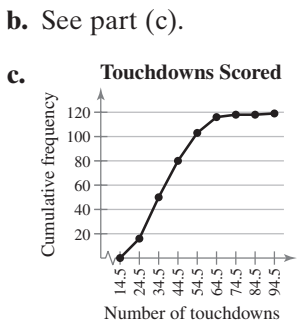 b. See part (c).
c. Touchdowns Scored
Cumulative frequency
120
100
80
60
40
20
14.5 24.5 34.5 44.5 54.5 64.5 74.5 84.5 94.5
Number of touchdowns